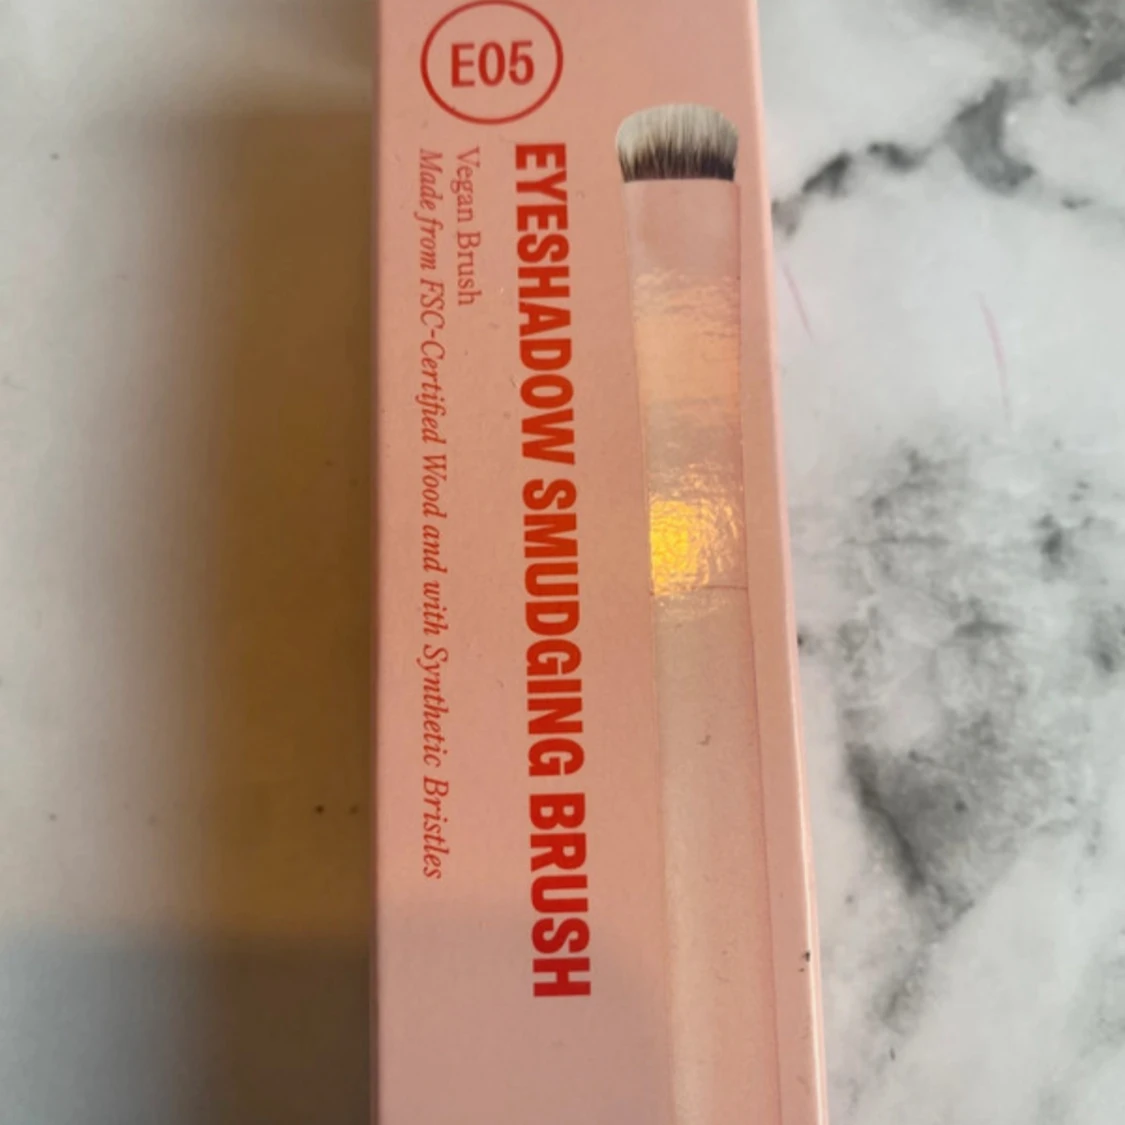 E05
EYESHADOW SMUDGING BRUSH
Vegan Brush
Made from FSC-Certified Wood and with Synthetic Bristles